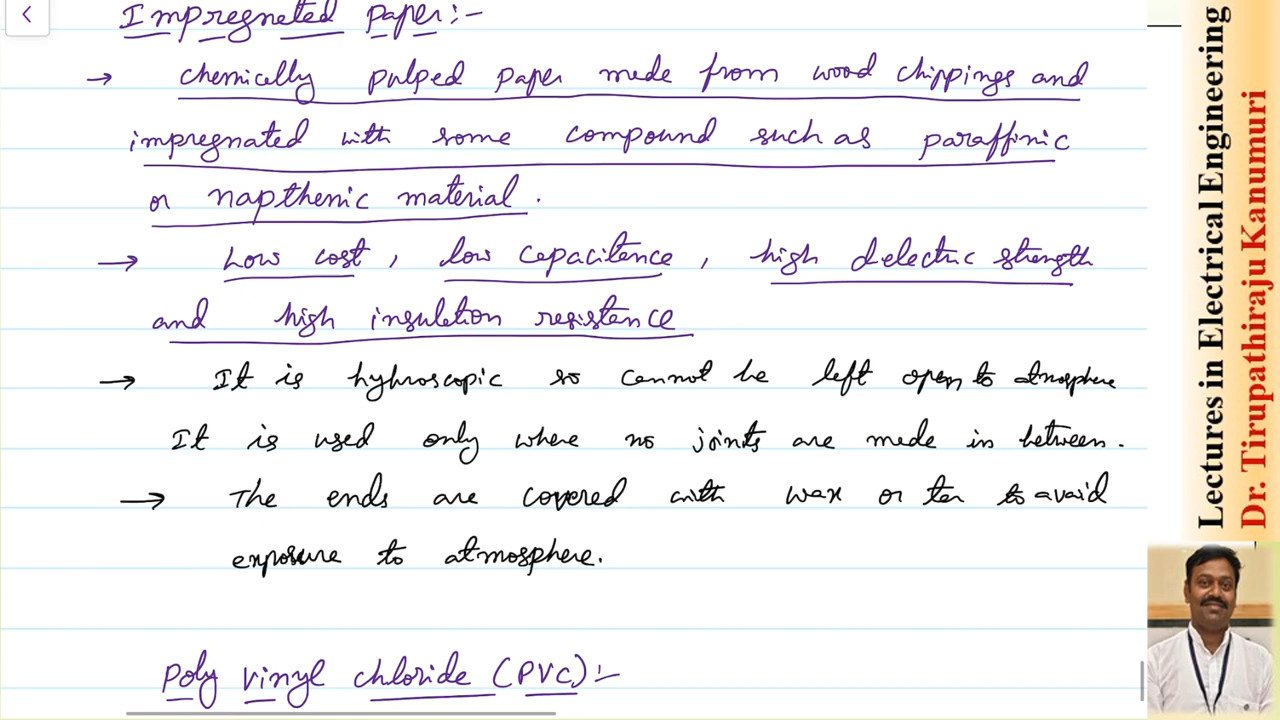 Impregneted paper:-
→ chemically pulped paper made from wood chippings and
impregnated with some compound such as paraffinic
or napthenic material.
→ Low cost, low capacitance, high delectric strength
and high insulation resistance
→ It is hyhroscopic so cannot be left open to atmosphere
It is used only where no joints are made in between.
→ The ends are covered with wax or tar to avoid
exposure to atmosphere.
Poly vinyl chloride (PVC):-
Lectures in Electrical Engineering
Dr. Tirupathiraju Kanumuri